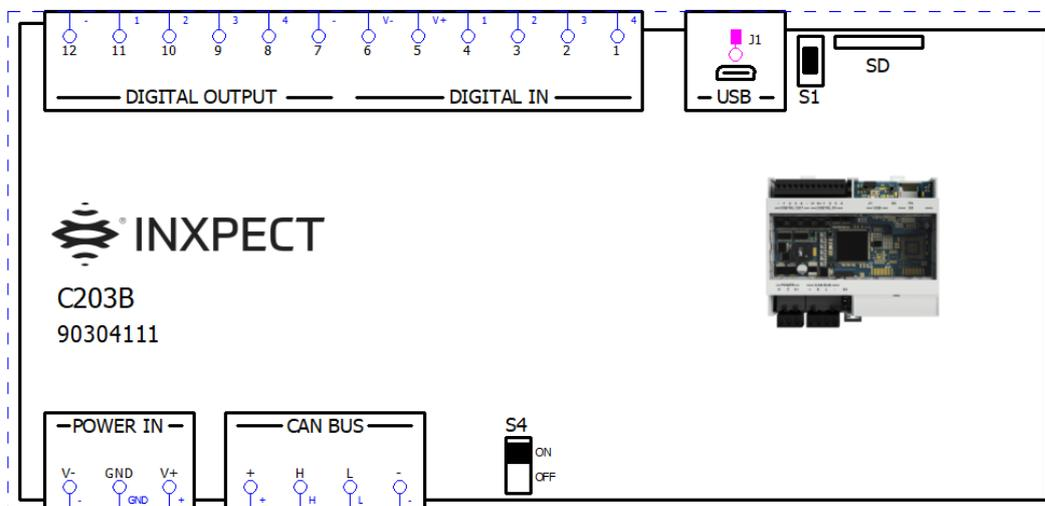 - 1 2 3 4 - V- V+ 1 2 3 4
12 11 10 9 8 7 6 5 4 3 2 1
DIGITAL OUTPUT DIGITAL IN
J1
USB
S1
SD
INXPECT
®
C203B
90304111
POWER IN
V- GND V+
- GND +
CAN BUS
+ H L -
+ H L -
S4
ON
OFF